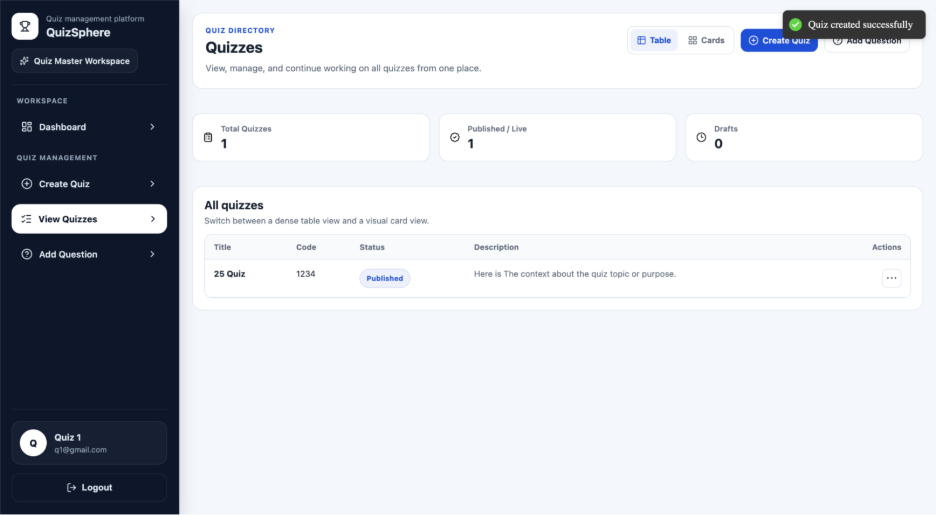 Quiz management platform
QuizSphere
Quiz Master Workspace
WORKSPACE
Dashboard
QUIZ MANAGEMENT
Create Quiz
View Quizzes
Add Question
Quiz 1
q1@gmail.com
Q
Logout
QUIZ DIRECTORY
Quizzes
View, manage, and continue working on all quizzes from one place.
Table
Cards
Create Quiz
Add Question
Quiz created successfully
Total Quizzes
1
Published / Live
1
Drafts
0
All quizzes
Switch between a dense table view and a visual card view.
Title Code Status Description Actions
25 Quiz 1234 Published Here is The context about the quiz topic or purpose.